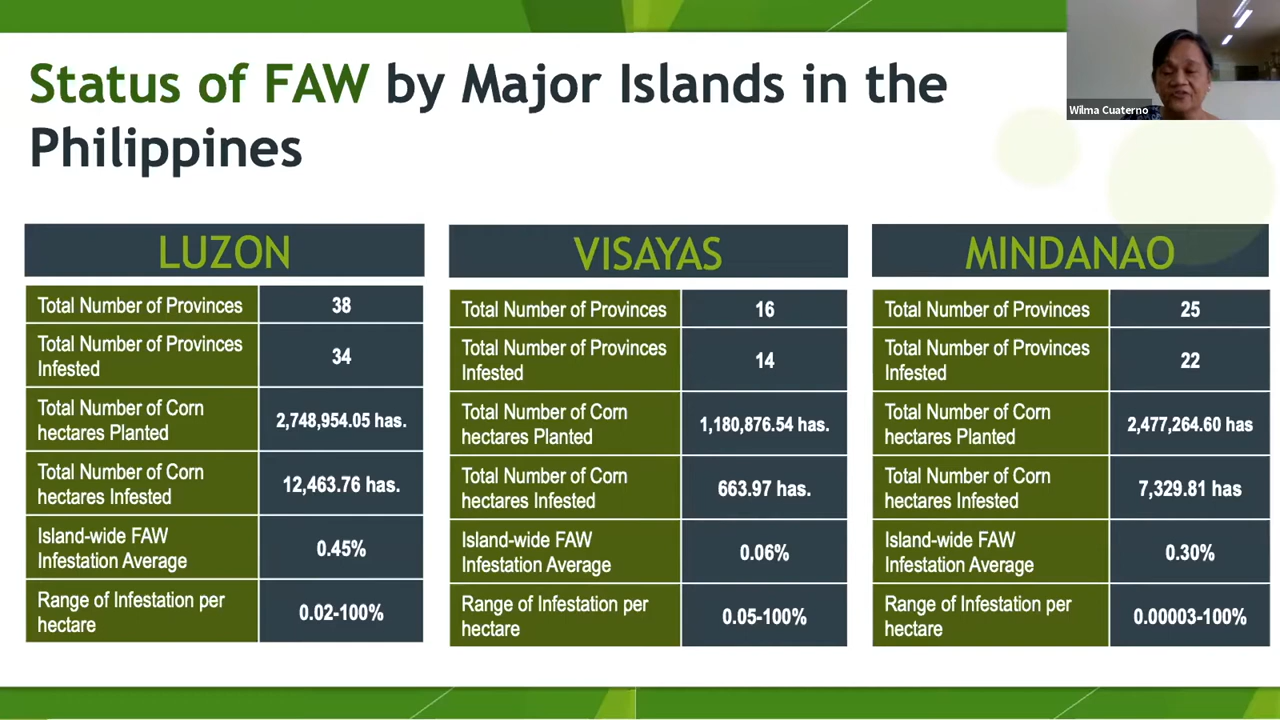 Status of FAW by Major Islands in the
Philippines
Wilma Cuaterno
LUZON
Total Number of Provinces 38
Total Number of Provinces
Infested 34
Total Number of Corn
hectares Planted 2,748,954.05 has.
Total Number of Corn
hectares Infested 12,463.76 has.
Island-wide FAW
Infestation Average 0.45%
Range of Infestation per
hectare 0.02-100%
VISAYAS
Total Number of Provinces 16
Total Number of Provinces
Infested 14
Total Number of Corn
hectares Planted 1,180,876.54 has.
Total Number of Corn
hectares Infested 663.97 has.
Island-wide FAW
Infestation Average 0.06%
Range of Infestation per
hectare 0.05-100%
MINDANAO
Total Number of Provinces 25
Total Number of Provinces
Infested 22
Total Number of Corn
hectares Planted 2,477,264.60 has
Total Number of Corn
hectares Infested 7,329.81 has
Island-wide FAW
Infestation Average 0.30%
Range of Infestation per
hectare 0.00003-100%